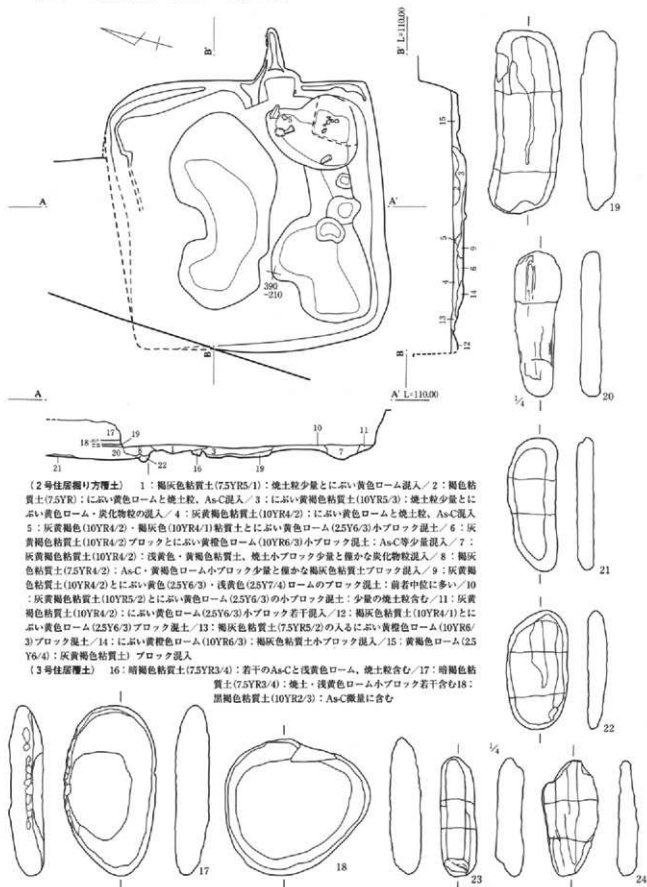 B'
B' L=110.00
A
A'
15
3
2
5
9
6
4
14
13
12
390
-210
B
B
A
A' L=110.00
17
18
19
20
21
22
16
3
19
10
7
11
19
20
1/4
21
22
(2号住居掘り方覆土) 1:褐灰色粘質土(7.5YR5/1):焼土粒少量とにぶい黄色ローム混入/2:褐色粘
質土(7.5YR):にぶい黄色ロームと焼土粒、As-C混入/3:にぶい黄褐色粘質土(10YR5/3):焼土粒少量とに
ぶい黄色ローム・炭化物粒の混入/4:灰黄褐色粘質土(10YR4/2):にぶい黄色ロームと焼土、As-C混入
5:灰黄褐色(10YR4/2)・褐灰色(10YR4/1)粘質土とにぶい黄色ローム(2.5Y6/3)小ブロック混土/6:灰
黄褐色粘質土(10YR4/2)ブロックとにぶい黄橙色ローム(10YR6/3)小ブロック混土:As-C等少量混入/7:
灰黄褐色粘質土(10YR4/2):浅黄色・黄褐色粘質土、焼土小ブロック少量と僅かな炭化物粒混入/8:褐灰
色粘質土(7.5YR4/2):As-C・黄褐色ローム小ブロック少量と僅かな褐灰色粘質土ブロック混入/9:灰黄褐
色粘質土(10YR4/2)とにぶい黄色(2.5Y6/3)・浅黄色(2.5Y7/4)ロームのブロック混土:前者中位に多い/10
:灰黄褐色粘質土(10YR5/2)とにぶい黄色(2.5Y6/3)の小ブロック混土:少量の焼土粒含む/11:灰黄
褐色粘質土(10YR4/2):にぶい黄色ローム(2.5Y6/3)小ブロック若干混入/12:褐灰色粘質土(10YR4/1)と
にぶい黄色ローム(2.5Y6/3)ブロック混土/13:褐灰色粘質土(7.5YR5/2)の入るにぶい黄橙色ローム(10YR6/
3)ブロック混土/14:にぶい黄橙色ローム(10YR6/3):褐灰色粘質土小ブロック混入/15:黄褐色ローム(2.5
Y6/4):灰黄褐色粘質土)ブロック混入
(3号住居覆土) 16:暗褐色粘質土(7.5YR3/4):若干のAs-Cと浅黄色ローム、焼土粒含む/17:暗褐色粘
質土(7.5YR3/4):焼土・浅黄色ローム小ブロック若干含む18:
黒褐色粘質土(10YR2/3):As-C微量に含む
17
18
23
1/4
24